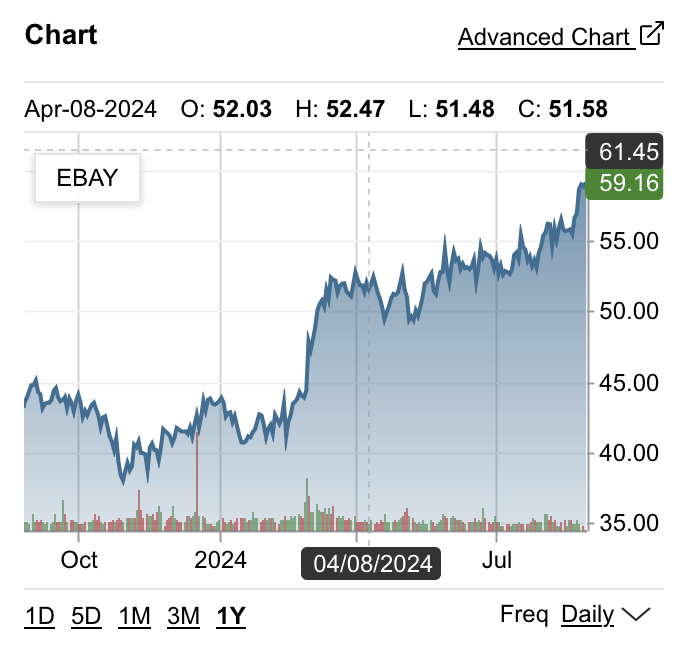 Chart
Advanced Chart
Apr-08-2024 O: 52.03 H: 52.47 L: 51.48 C: 51.58
61.45
EBAY
59.16
55.00
50.00
45.00
40.00
35.00
Oct 2024 04/08/2024 Jul
1D 5D 1M 3M 1Y Freq Daily